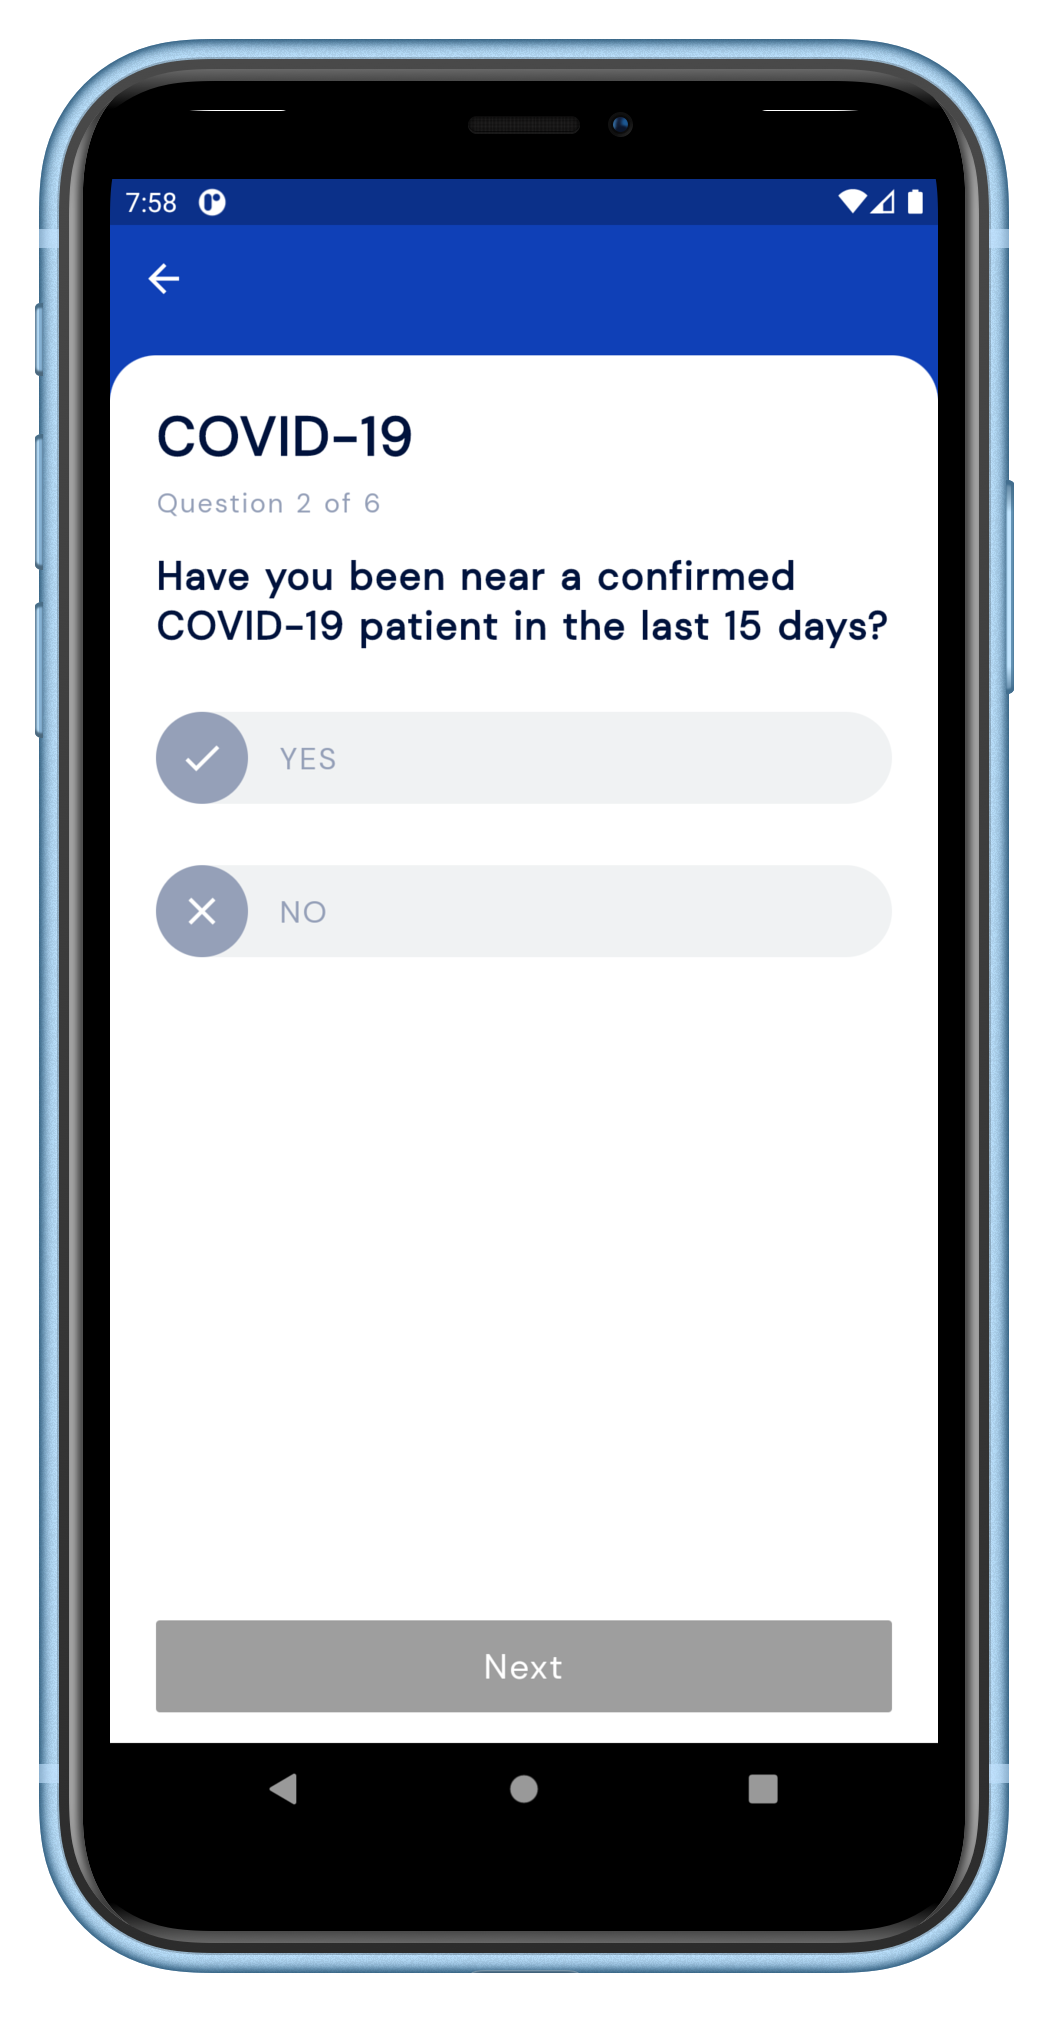 7:58
COVID-19
Question 2 of 6
Have you been near a confirmed
COVID-19 patient in the last 15 days?
YES
NO
Next